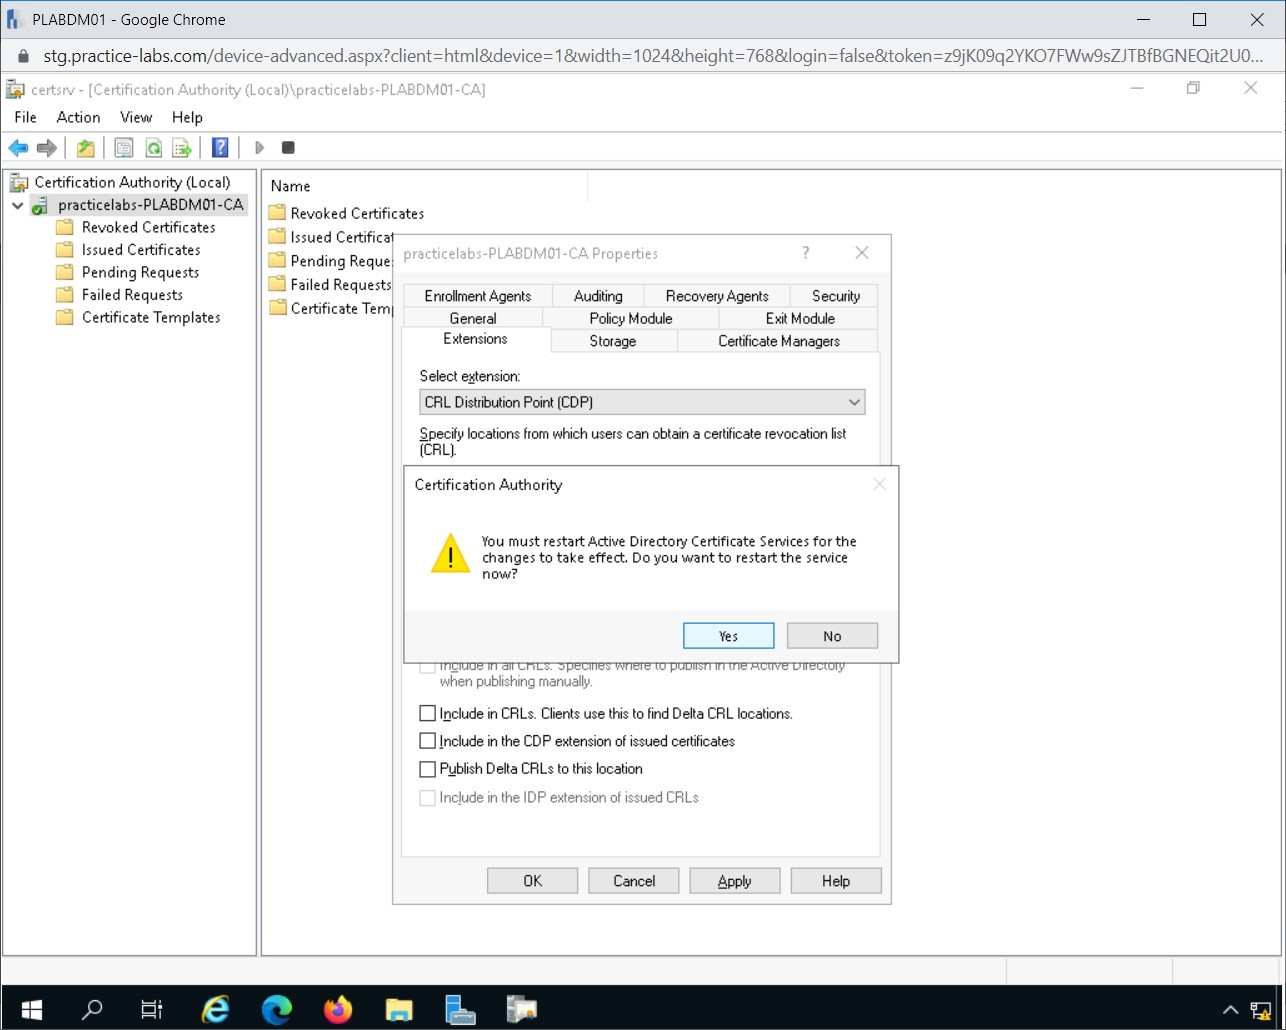 PLABDM01 - Google Chrome
stg.practice-labs.com/device-advanced.aspx?client=html&device=1&width=1024&height=768&login=false&token=z9jK09q2YKO7FWw9sZJTBfBGNEQit2U0...
certsrv - [Certification Authority (Local)\practicelabs-PLABDM01-CA]
File Action View Help
Certification Authority (Local)
practicelabs-PLABDM01-CA
Revoked Certificates
Issued Certificates
Pending Requests
Failed Requests
Certificate Templates
Name
Revoked Certificates
Issued Certificat
Pending Reque
Failed Requests
Certificate Tem
practicelabs-PLABDM01-CA Properties
Enrollment Agents Auditing Recovery Agents Security
General Policy Module Exit Module
Extensions Storage Certificate Managers
Select extension:
CRL Distribution Point (CDP)
Specify locations from which users can obtain a certificate revocation list
(CRL).
Certification Authority
You must restart Active Directory Certificate Services for the
changes to take effect. Do you want to restart the service
now?
Yes No
Include in all CRLs. Specifies where to publish in the Active Directory
when publishing manually.
Include in CRLs. Clients use this to find Delta CRL locations.
Include in the CDP extension of issued certificates
Publish Delta CRLs to this location
Include in the IDP extension of issued CRLs
OK Cancel Apply Help